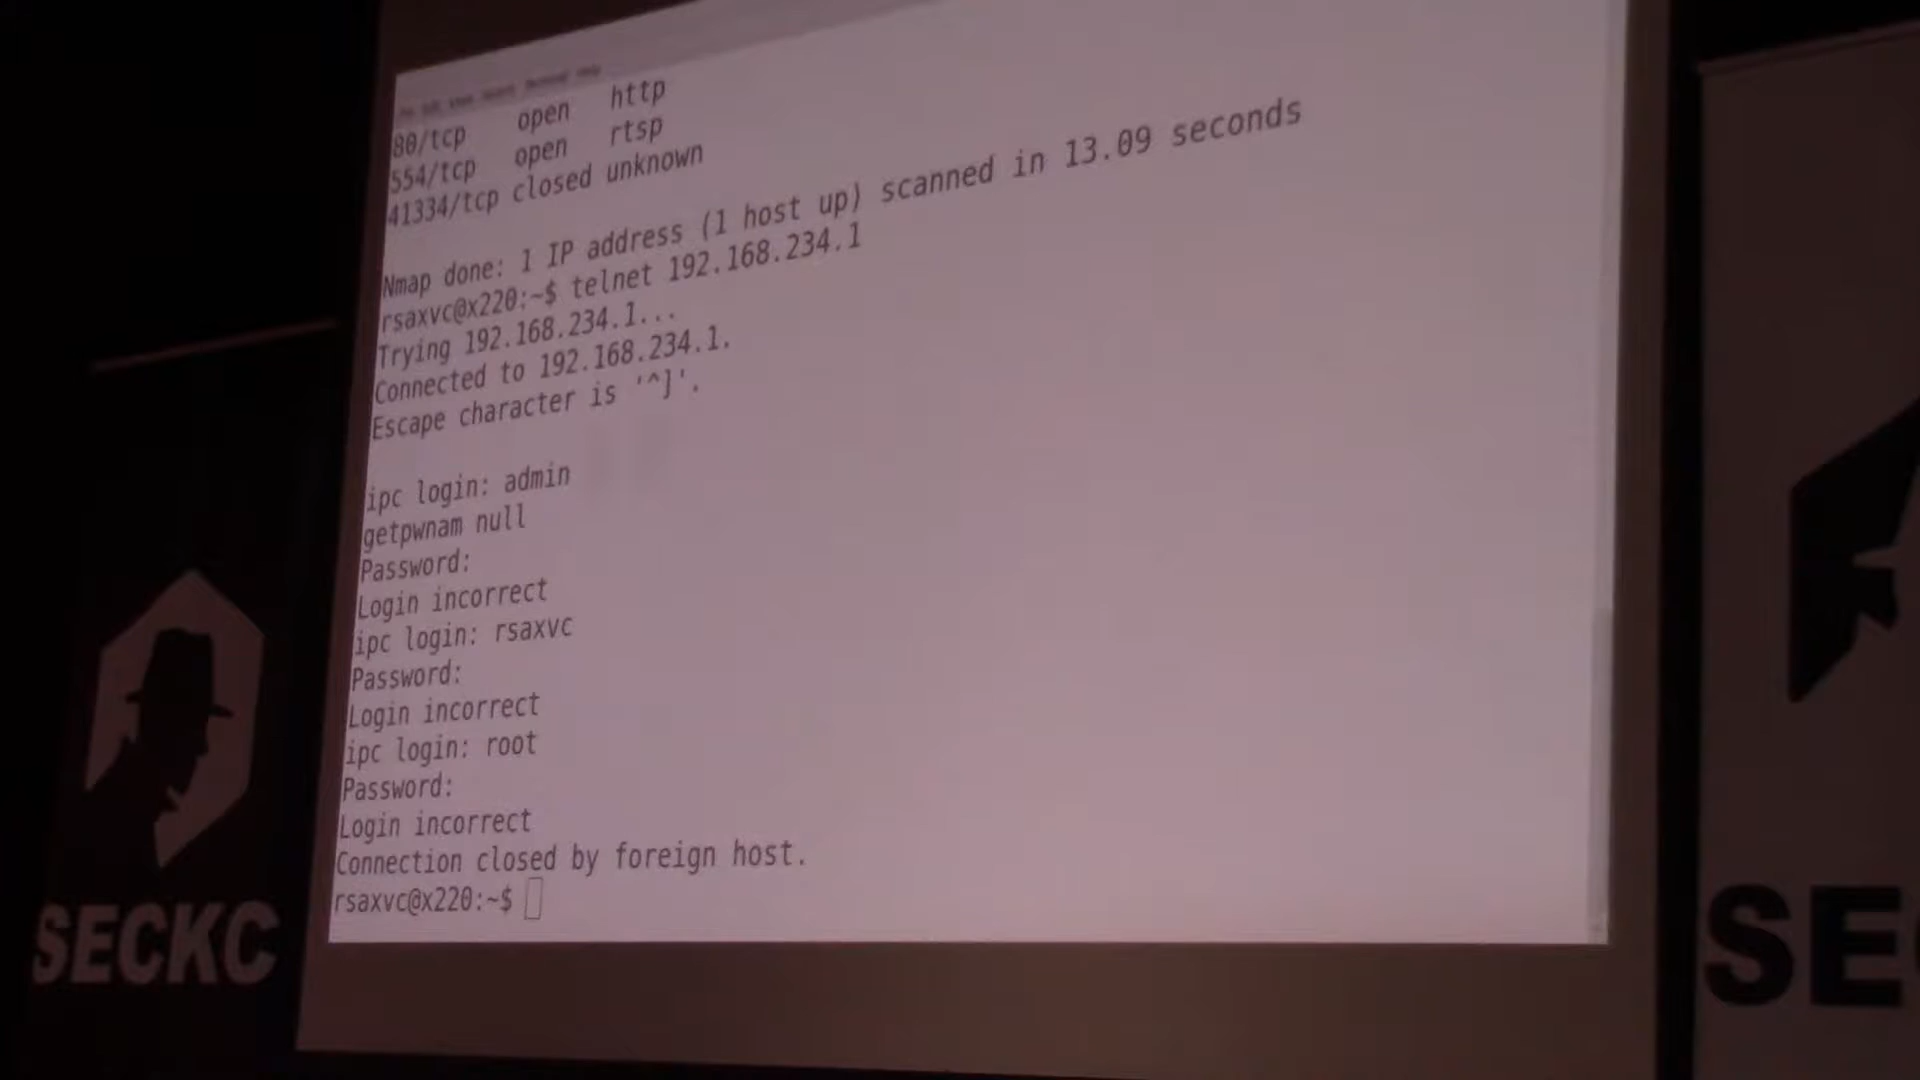 80/tcp open http
554/tcp open rtsp
41334/tcp closed unknown
Nmap done: 1 IP address (1 host up) scanned in 13.09 seconds
rsaxvc@x220:~$ telnet 192.168.234.1
Trying 192.168.234.1...
Connected to 192.168.234.1.
Escape character is '^]'.
ipc login: admin
getpwnam null
Password:
Login incorrect
ipc login: rsaxvc
Password:
Login incorrect
ipc login: root
Password:
Login incorrect
Connection closed by foreign host.
rsaxvc@x220:~$
SECKC
SE